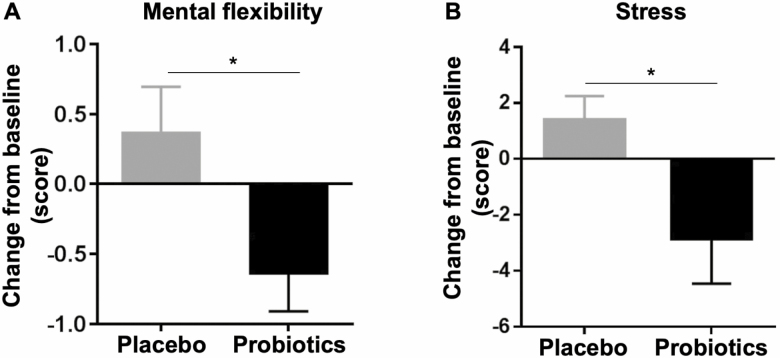 A
Mental flexibility
Change from baseline
(score)
1.0
0.5
0.0
-0.5
-1.0
*
Placebo
Probiotics
B
Stress
Change from baseline
(score)
4
2
0
-2
-4
-6
*
Placebo
Probiotics